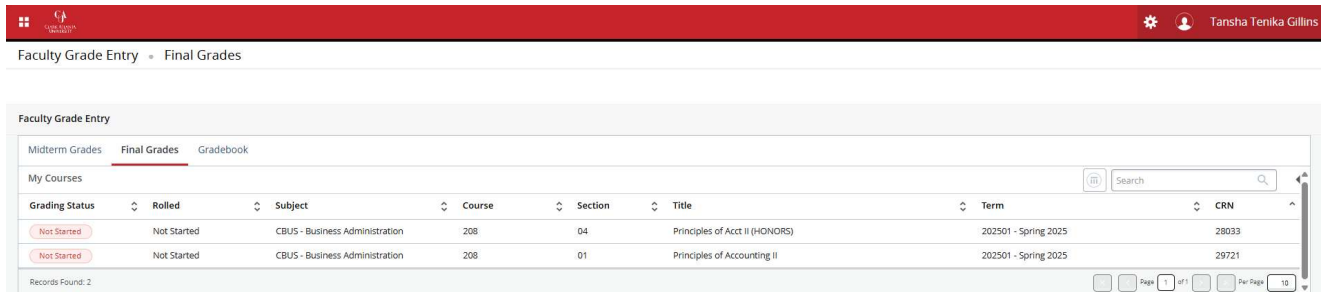 CLARK ATLANTA
UNIVERSITY
Tansha Tenika Gillins
Faculty Grade Entry • Final Grades
Faculty Grade Entry
Midterm Grades Final Grades Gradebook
My Courses Search
Grading Status Rolled Subject Course Section Title Term CRN
Not Started Not Started CBUS - Business Administration 208 04 Principles of Acct II (HONORS) 202501 - Spring 2025 28033
Not Started Not Started CBUS - Business Administration 208 01 Principles of Accounting II 202501 - Spring 2025 29721
Records Found: 2 Page 1 of 1 Per Page 10